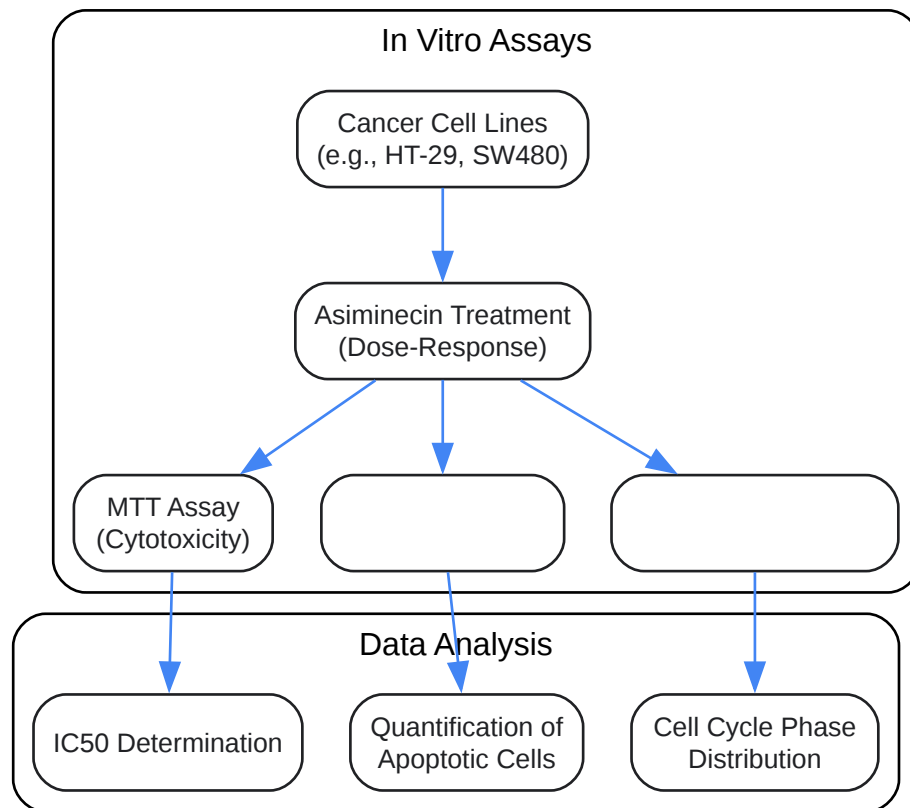 In Vitro Assays
Cancer Cell Lines
(e.g., HT-29, SW480)
Asiminecin Treatment
(Dose-Response)
MTT Assay
(Cytotoxicity)
Data Analysis
IC50 Determination
Quantification of
Apoptotic Cells
Cell Cycle Phase
Distribution